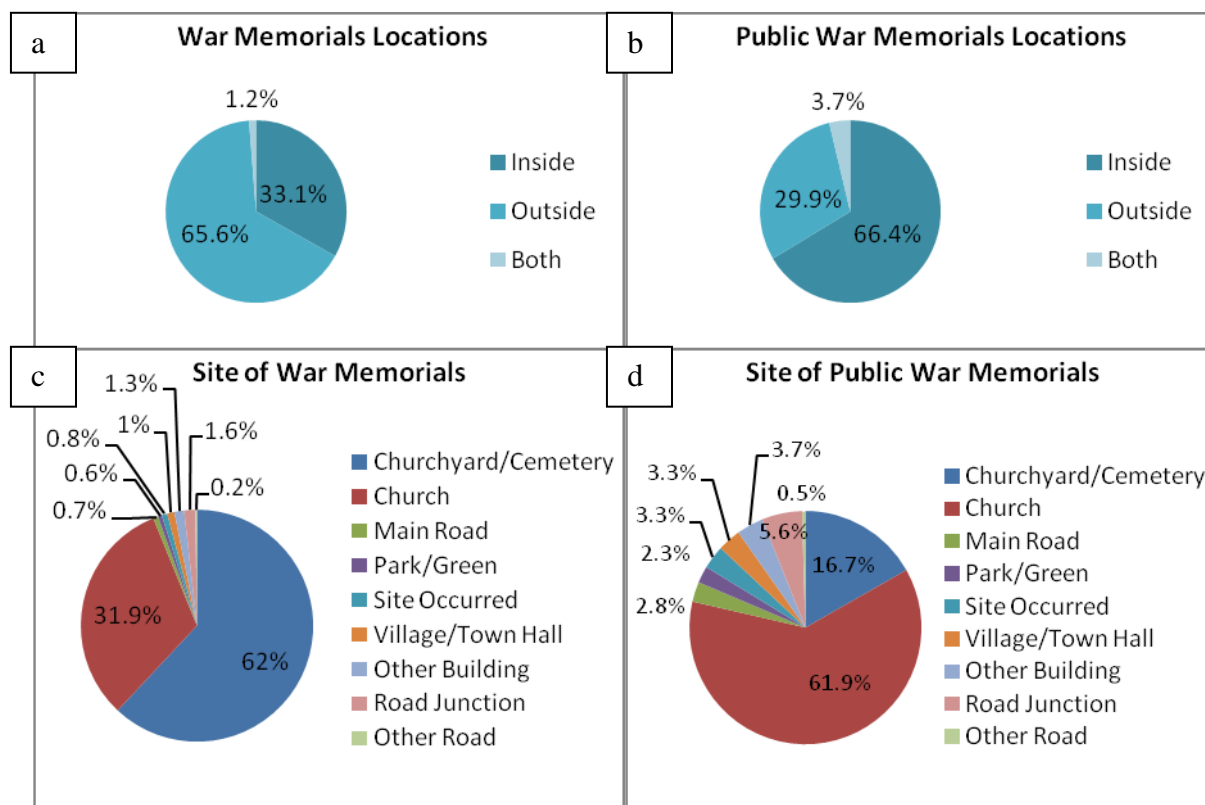 a
War Memorials Locations
1.2%
33.1%
65.6%
Inside
Outside
Both
b
Public War Memorials Locations
3.7%
29.9%
66.4%
Inside
Outside
Both
c
Site of War Memorials
1.3%
1%
1.6%
0.8%
0.6%
0.2%
0.7%
31.9%
62%
Churchyard/Cemetery
Church
Main Road
Park/Green
Site Occurred
Village/Town Hall
Other Building
Road Junction
Other Road
d
Site of Public War Memorials
3.7%
3.3%
0.5%
3.3%
5.6%
2.3%
16.7%
2.8%
61.9%
Churchyard/Cemetery
Church
Main Road
Park/Green
Site Occurred
Village/Town Hall
Other Building
Road Junction
Other Road